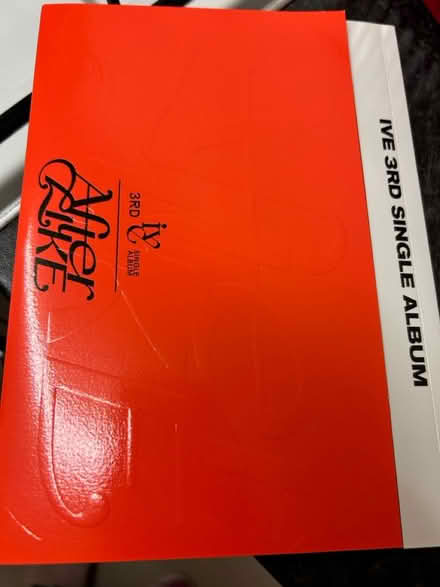 After
LIKE
3RD
ive
SINGLE
ALBUM
IVE 3RD SINGLE ALBUM